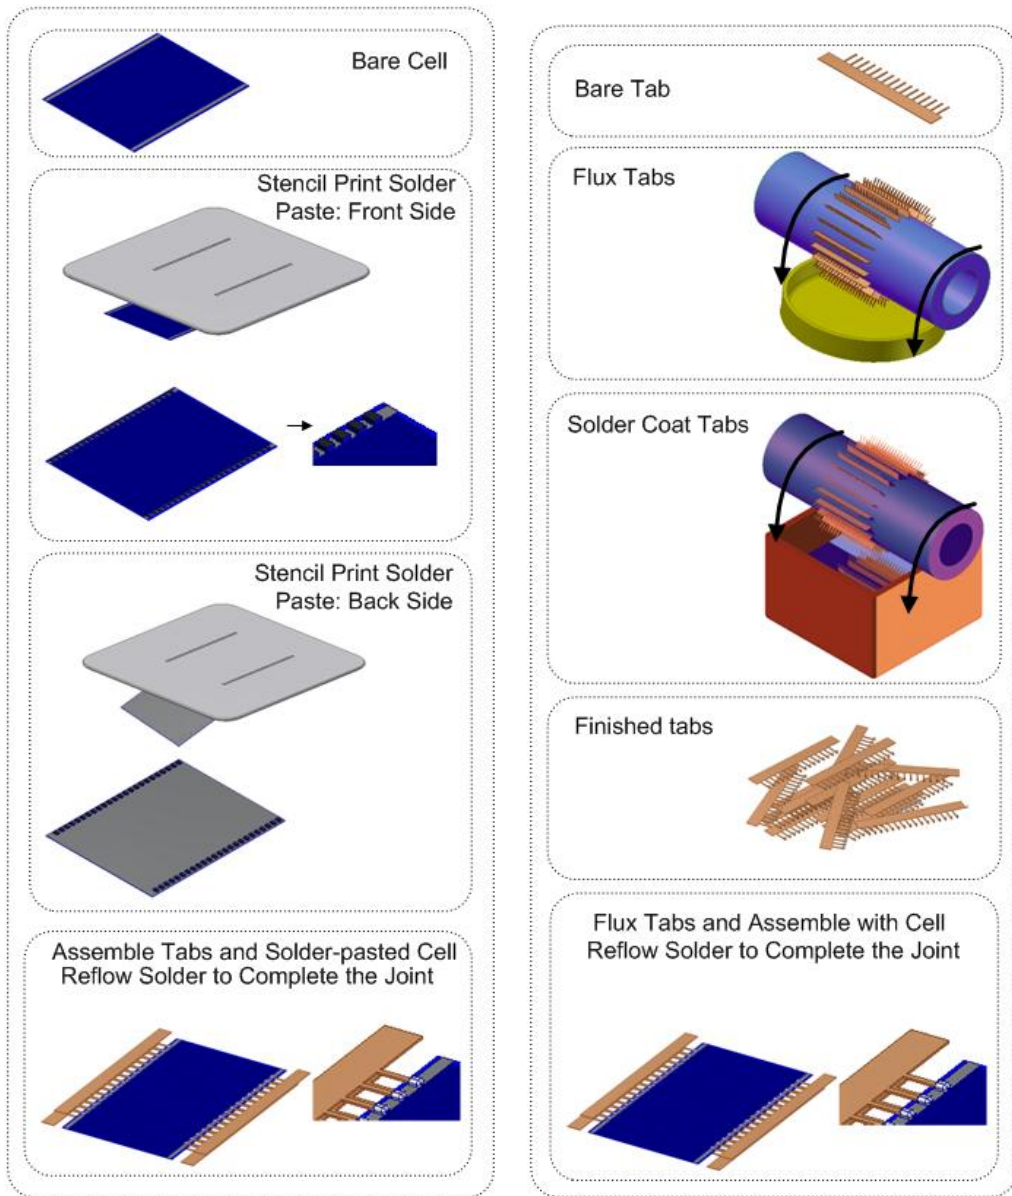 Bare Cell
Stencil Print Solder
Paste: Front Side
Stencil Print Solder
Paste: Back Side
Assemble Tabs and Solder-pasted Cell
Reflow Solder to Complete the Joint
Bare Tab
Flux Tabs
Solder Coat Tabs
Finished tabs
Flux Tabs and Assemble with Cell
Reflow Solder to Complete the Joint